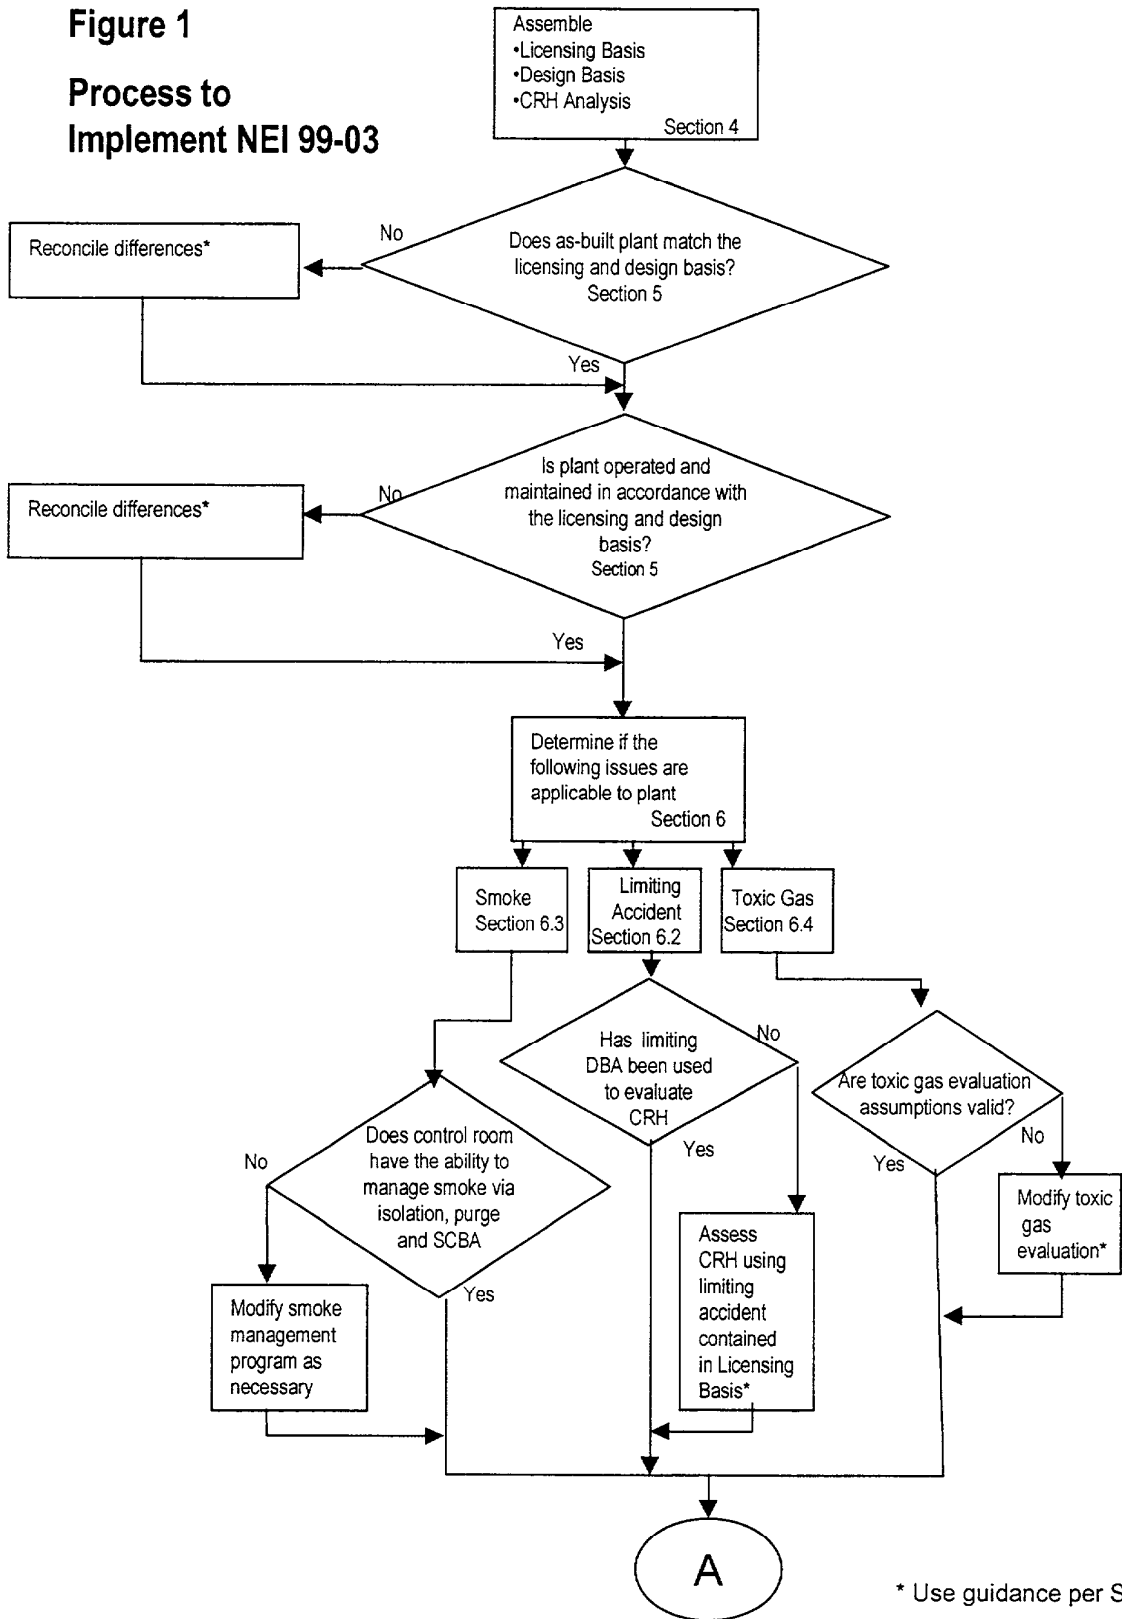 Figure 1
Process to
Implement NEI 99-03
Assemble
•Licensing Basis
•Design Basis
•CRH Analysis
Section 4
Does as-built plant match the
licensing and design basis?
Section 5
No
Reconcile differences*
Yes
Is plant operated and
maintained in accordance with
the licensing and design
basis?
Section 5
No
Reconcile differences*
Yes
Determine if the
following issues are
applicable to plant
Section 6
Smoke
Section 6.3
Limiting
Accident
Section 6.2
Toxic Gas
Section 6.4
Has limiting
DBA been used
to evaluate
CRH
No
Yes
Are toxic gas evaluation
assumptions valid?
Yes
No
Does control room
have the ability to
manage smoke via
isolation, purge
and SCBA
No
Yes
Modify toxic
gas
evaluation*
Assess
CRH using
limiting
accident
contained
in Licensing
Basis*
Modify smoke
management
program as
necessary
A
* Use guidance per S